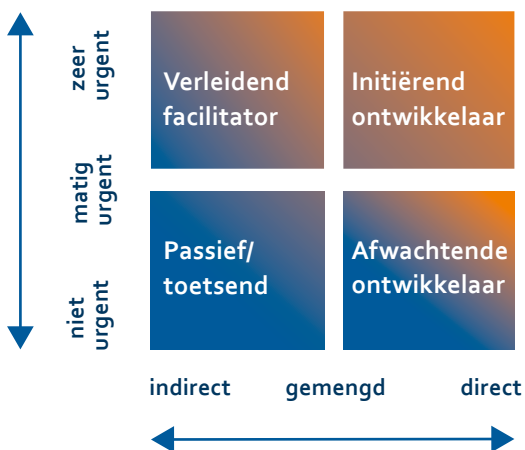 zeer
urgent
Verleidend
facilitator
Initiërend
ontwikkelaar
matig
urgent
Passief/
toetsend
Afwachtende
ontwikkelaar
niet
urgent
indirect
gemengd
direct